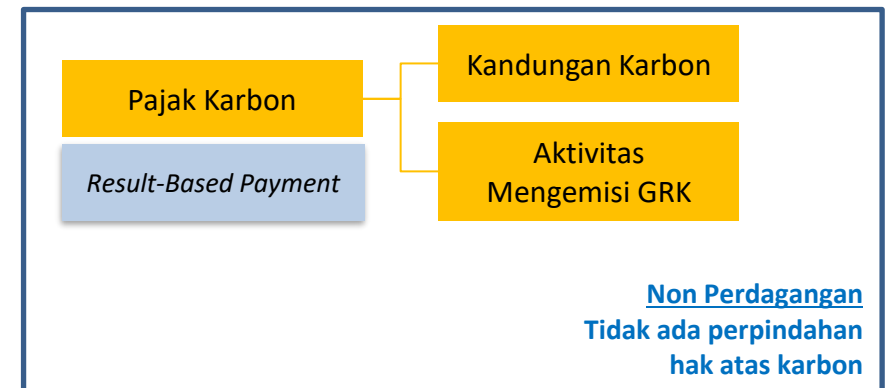 Pajak Karbon
Result-Based Payment
Kandungan Karbon
Aktivitas
Mengemisi GRK
Non Perdagangan
Tidak ada perpindahan
hak atas karbon